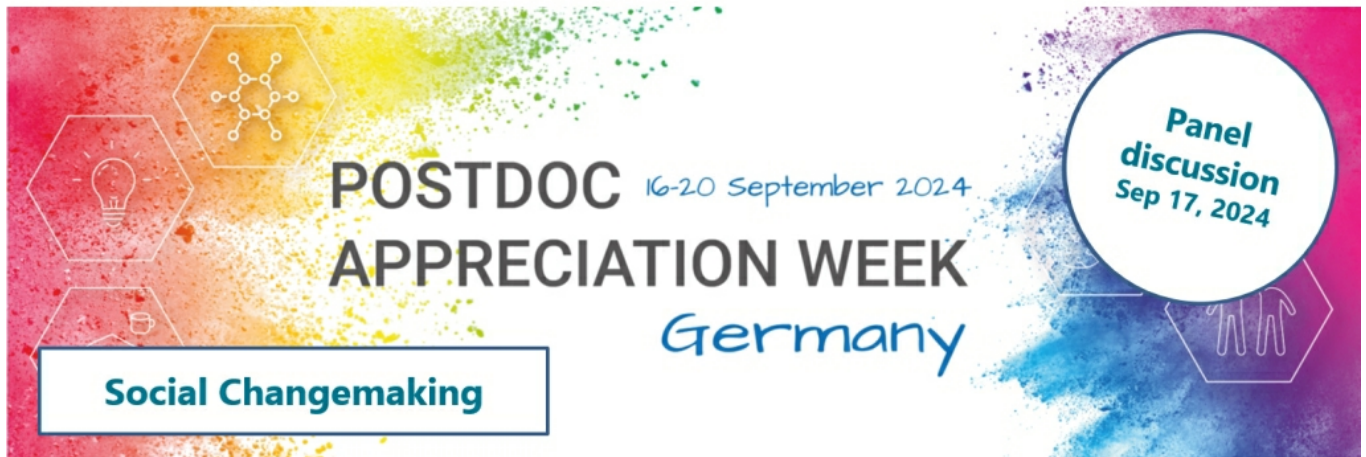 POSTDOC 16-20 September 2024
APPRECIATION WEEK
Germany
Social Changemaking
Panel
discussion
Sep 17, 2024